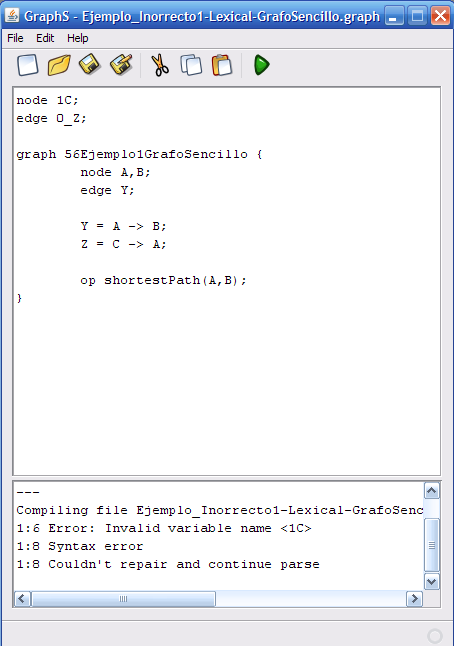 GraphS - Ejemplo_Inorrecto1-Lexical-GrafoSencillo.graph
File Edit Help
node 1C;
edge O_Z;
graph 56Ejemplo1GrafoSencillo {
node A,B;
edge Y;
Y = A -> B;
Z = C -> A;
op shortestPath(A,B);
}
---
Compiling file Ejemplo_Inorrecto1-Lexical-GrafoSenc
1:6 Error: Invalid variable name <1C>
1:8 Syntax error
1:8 Couldn't repair and continue parse